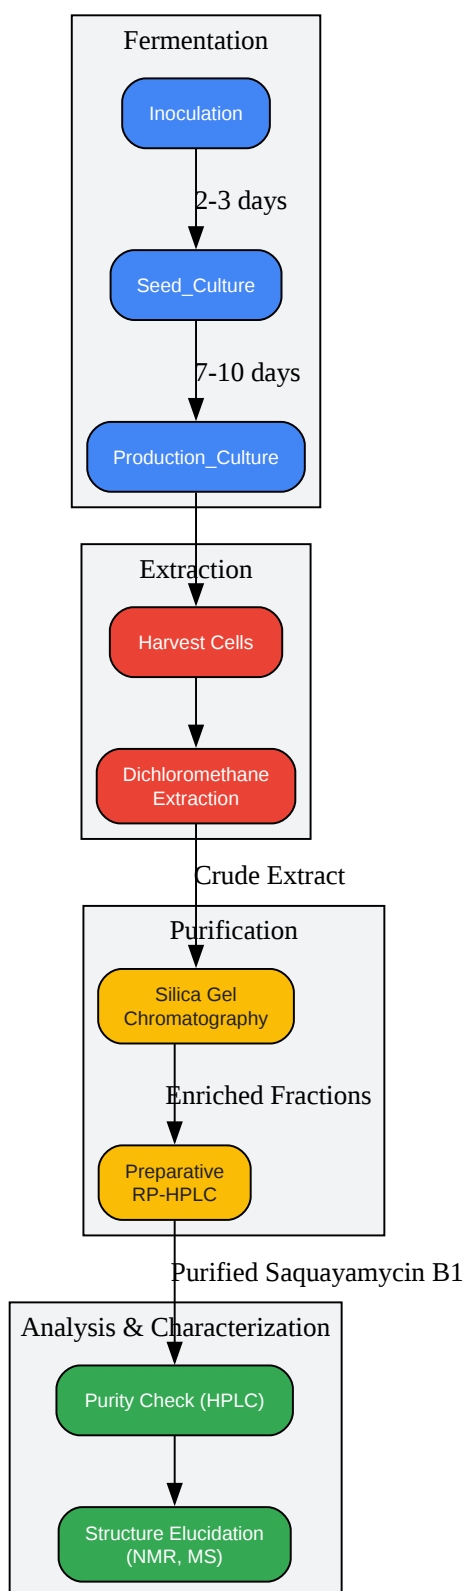 Fermentation
Inoculation
2-3 days
Seed_Culture
7-10 days
Production_Culture
Extraction
Harvest Cells
Dichloromethane
Extraction
Crude Extract
Purification
Silica Gel
Chromatography
Enriched Fractions
Preparative
RP-HPLC
Purified Saquayamycin B1
Analysis & Characterization
Purity Check (HPLC)
Structure Elucidation
(NMR, MS)